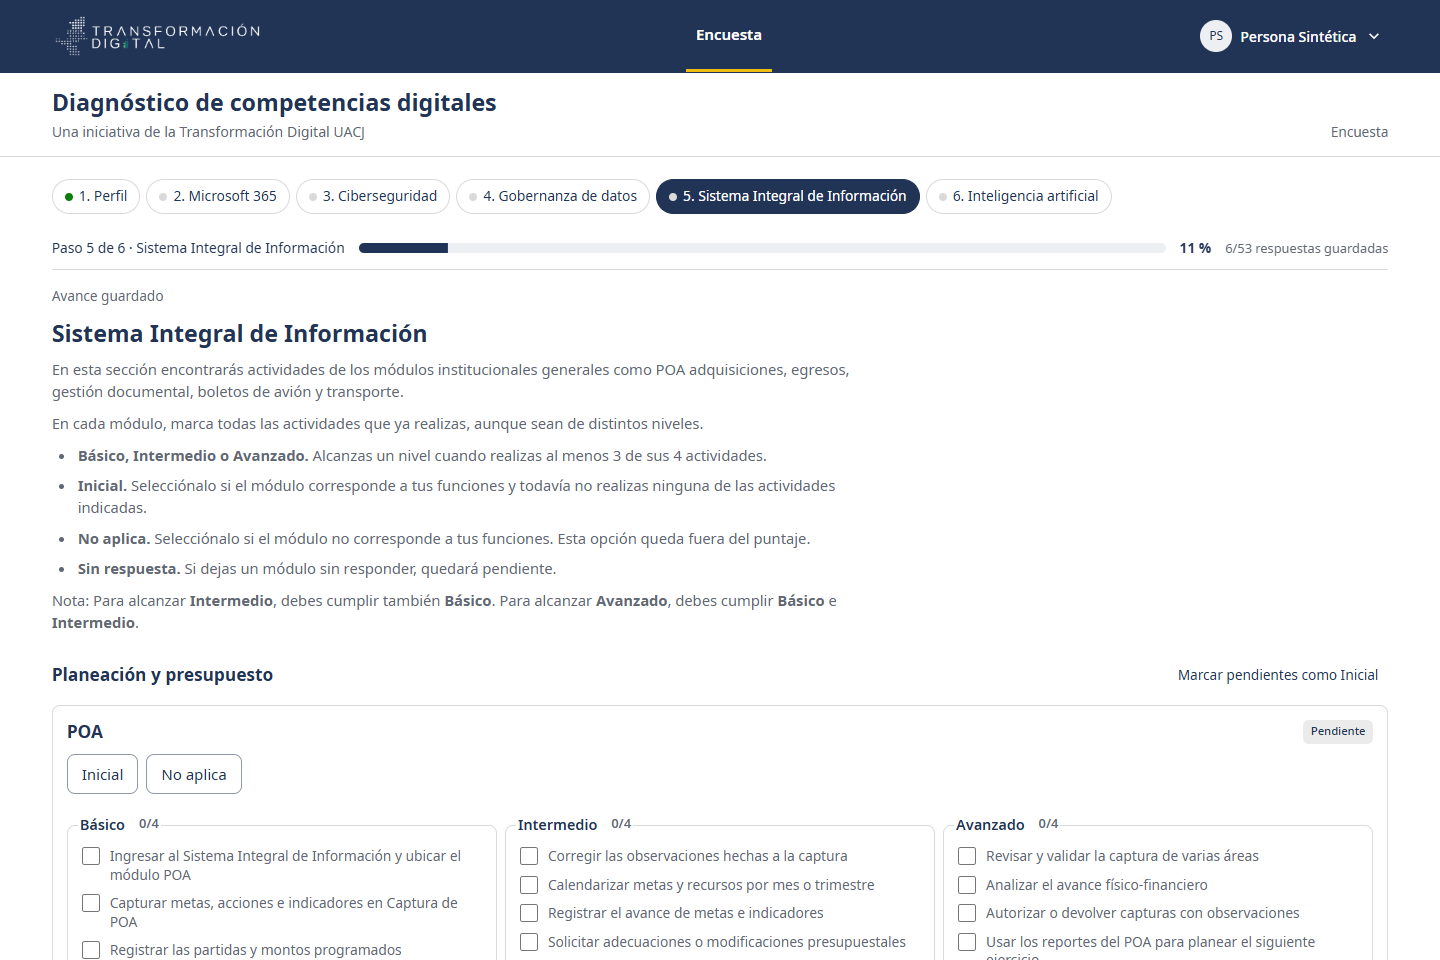 TRANSFORMACIÓN
DIGITAL
Encuesta
PS
Persona Sintética
Diagnóstico de competencias digitales
Una iniciativa de la Transformación Digital UACJ
Encuesta
1. Perfil
2. Microsoft 365
3. Ciberseguridad
4. Gobernanza de datos
5. Sistema Integral de Información
6. Inteligencia artificial
Paso 5 de 6 · Sistema Integral de Información
11 %
6/53 respuestas guardadas
Avance guardado
Sistema Integral de Información
En esta sección encontrarás actividades de los módulos institucionales generales como POA adquisiciones, egresos,
gestión documental, boletos de avión y transporte.
En cada módulo, marca todas las actividades que ya realizas, aunque sean de distintos niveles.
• Básico, Intermedio o Avanzado. Alcanzas un nivel cuando realizas al menos 3 de sus 4 actividades.
• Inicial. Selecciónalo si el módulo corresponde a tus funciones y todavía no realizas ninguna de las actividades
indicadas.
• No aplica. Selecciónalo si el módulo no corresponde a tus funciones. Esta opción queda fuera del puntaje.
• Sin respuesta. Si dejas un módulo sin responder, quedará pendiente.
Nota: Para alcanzar Intermedio, debes cumplir también Básico. Para alcanzar Avanzado, debes cumplir Básico e
Intermedio.
Planeación y presupuesto
Marcar pendientes como Inicial
POA
Pendiente
Inicial
No aplica
Básico 0/4
Ingresar al Sistema Integral de Información y ubicar el
módulo POA
Capturar metas, acciones e indicadores en Captura de
POA
Registrar las partidas y montos programados
Intermedio 0/4
Corregir las observaciones hechas a la captura
Calendarizar metas y recursos por mes o trimestre
Registrar el avance de metas e indicadores
Solicitar adecuaciones o modificaciones presupuestales
Avanzado 0/4
Revisar y validar la captura de varias áreas
Analizar el avance físico-financiero
Autorizar o devolver capturas con observaciones
Usar los reportes del POA para planear el siguiente
ejercicio